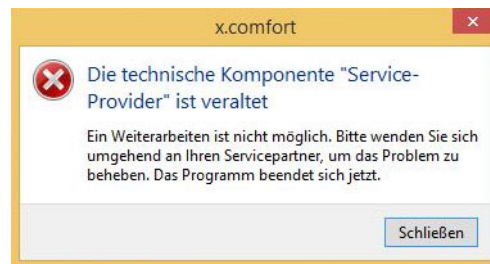 x.comfort
Die technische Komponente "Service-
Provider" ist veraltet
Ein Weiterarbeiten ist nicht möglich. Bitte wenden Sie sich
umgehend an Ihren Servicepartner, um das Problem zu
beheben. Das Programm beendet sich jetzt.
Schließen